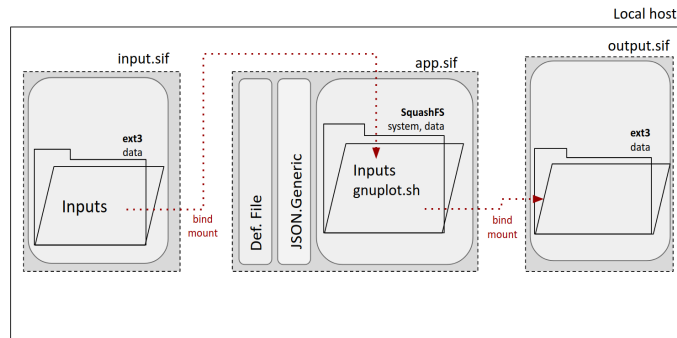 Local host
input.sif
ext3
data
Inputs
bind
mount
app.sif
Def. File
JSON.Generic
SquashFS
system, data
Inputs
gnuplot.sh
bind
mount
output.sif
ext3
data